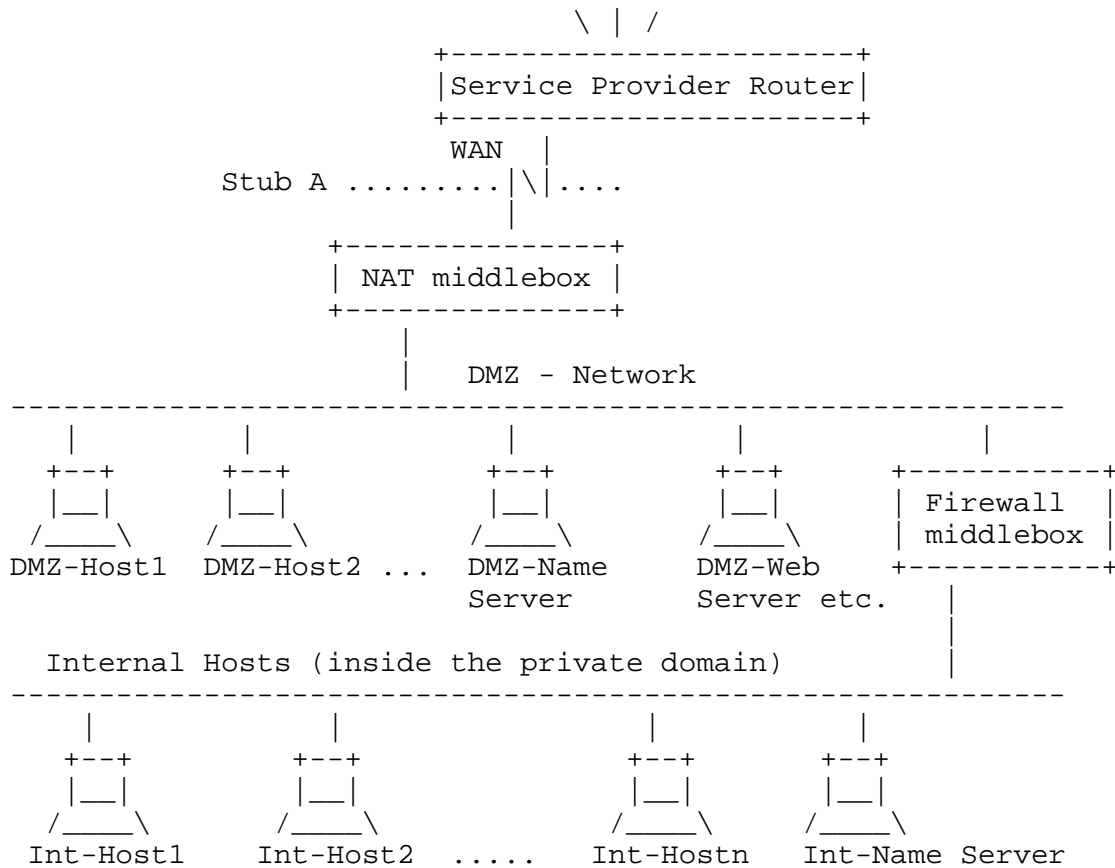 Service Provider Router
WAN
Stub A .........|\|....
NAT middlebox
DMZ - Network
Firewall
middlebox
DMZ-Host1 DMZ-Host2 ... DMZ-Name DMZ-Web
Server Server etc.
Internal Hosts (inside the private domain)
Int-Host1 Int-Host2 ..... Int-Hostn Int-Name Server